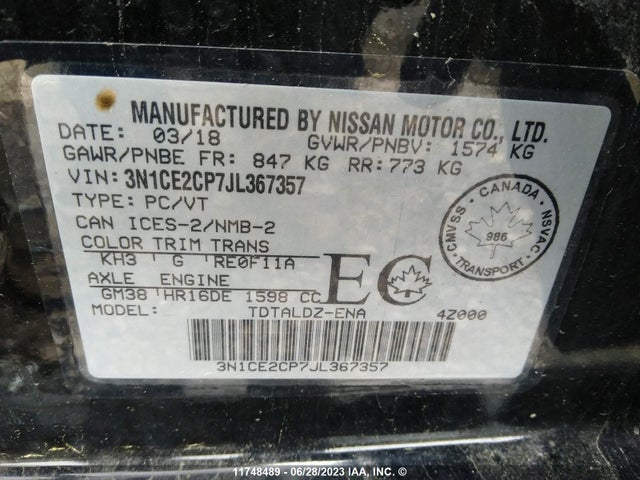 MANUFACTURED BY NISSAN MOTOR CO., LTD.
DATE: 03/18 GVWR/PNBV: 1574 KG
GAWR/PNBE FR: 847 KG RR: 773 KG
VIN: 3N1CE2CP7JL367357
TYPE: PC/VT
CAN ICES-2/NMB-2
COLOR TRIM TRANS
KH3 G RE0F11A
AXLE ENGINE
GM38 HR16DE 1598 CC
MODEL: TDTALDZ-ENA 4Z000
EC
CANADA
CMVSS NSVAC
986
TRANSPORT
3N1CE2CP7JL367357
11748489 - 06/28/2023 IAA, INC. ©